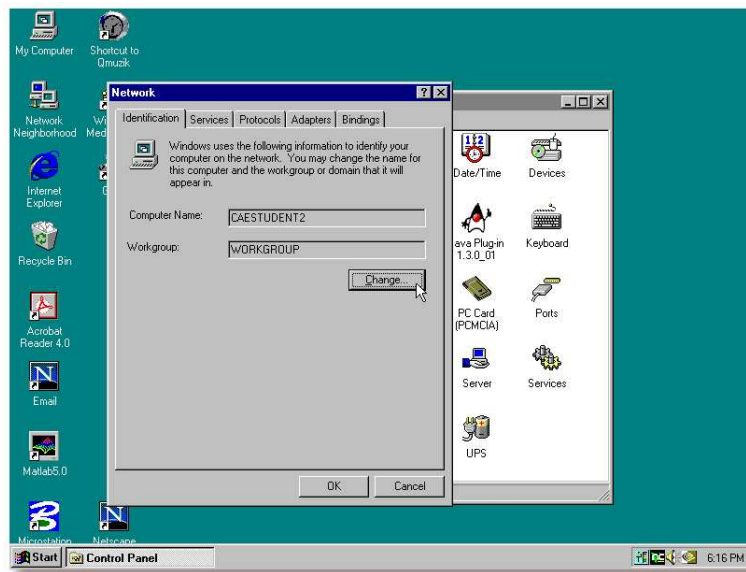 My Computer
Shortcut to
Qmuzik
Network
Neighborhood
Wi
Med
Internet
Explorer
Recycle Bin
Acrobat
Reader 4.0
Email
Matlab5.0
Microstation
Netscape
Network
Identification Services Protocols Adapters Bindings
Windows uses the following information to identify your
computer on the network. You may change the name for
this computer and the workgroup or domain that it will
appear in.
Computer Name: CAESTUDENT2
Workgroup: WORKGROUP
Change...
OK Cancel
Date/Time
Devices
ava Plug-in
1.3.0_01
Keyboard
PC Card
(PCMCIA)
Ports
Server
Services
UPS
Start Control Panel 6:16 PM